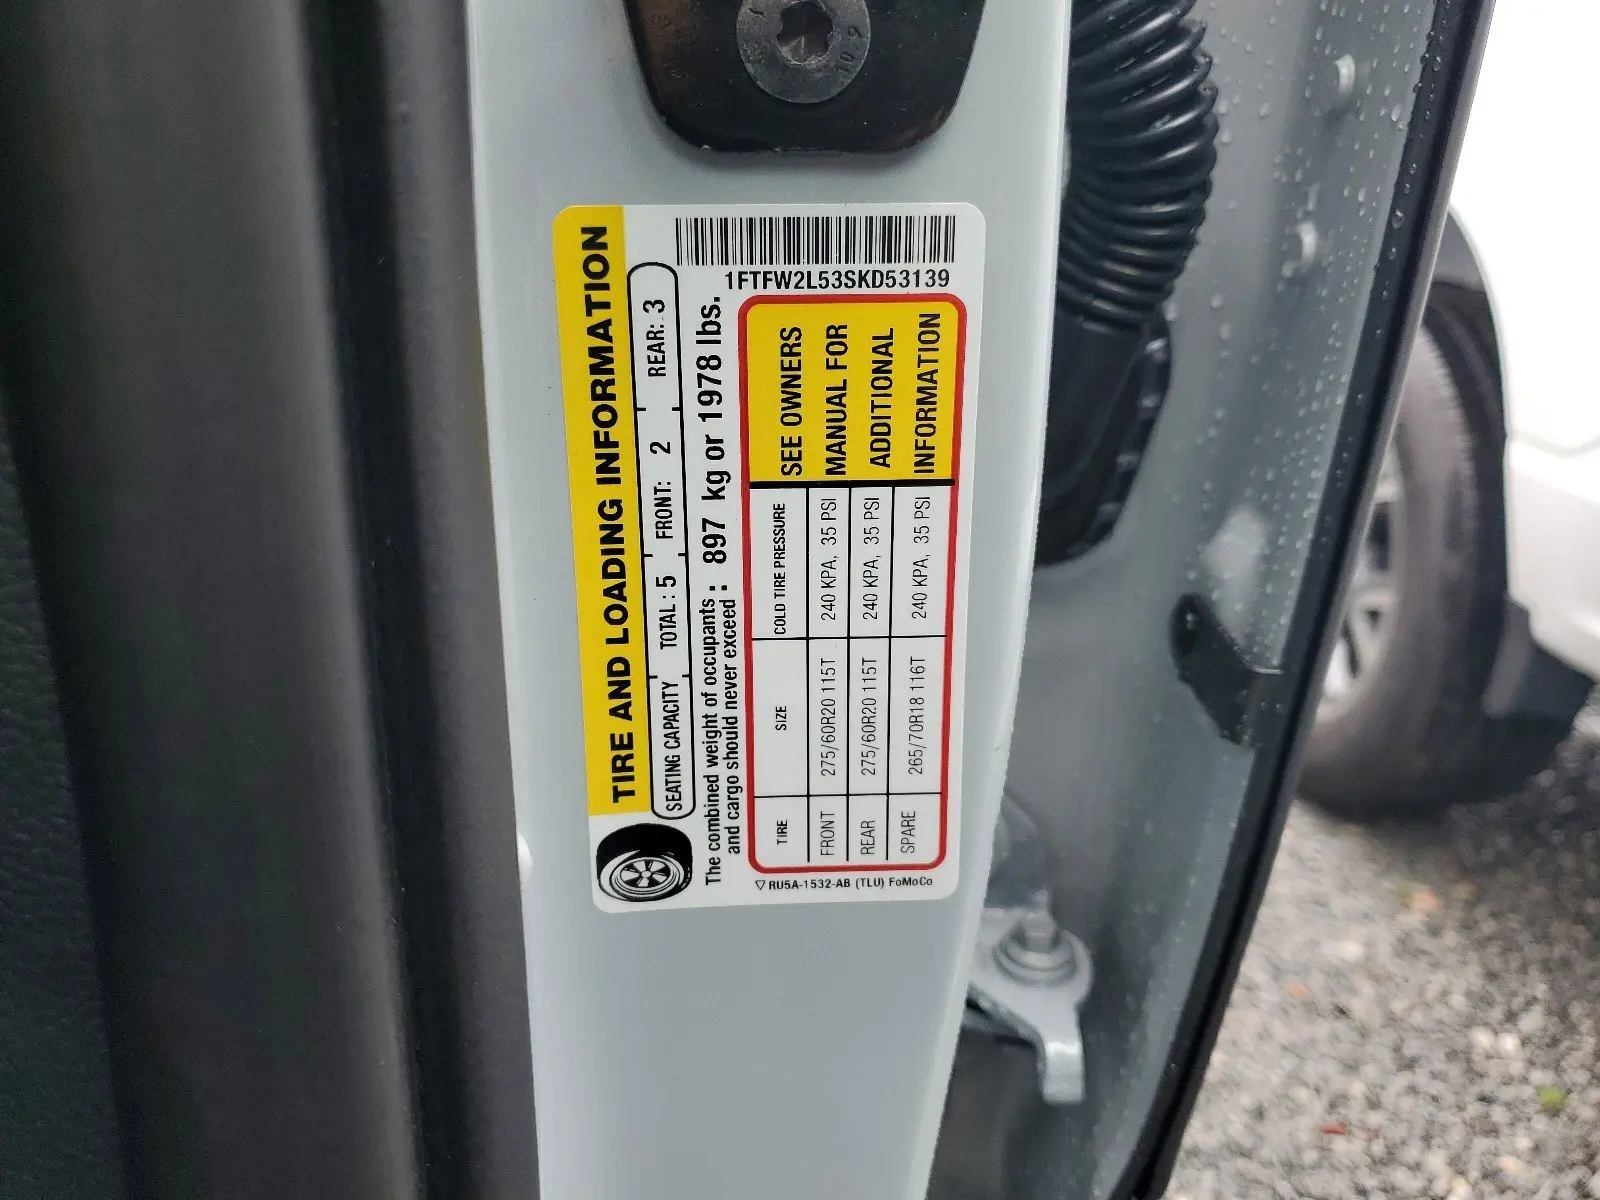 1FTFW2L53SKD53139
TIRE AND LOADING INFORMATION
SEATING CAPACITY TOTAL : 5 FRONT: 2 REAR: 3
The combined weight of occupants : 897 kg or 1978 lbs.
and cargo should never exceed :
TIRE SIZE COLD TIRE PRESSURE
FRONT 275/60R20 115T 240 KPA, 35 PSI
REAR 275/60R20 115T 240 KPA, 35 PSI
SPARE 265/70R18 116T 240 KPA, 35 PSI
SEE OWNERS
MANUAL FOR
ADDITIONAL
INFORMATION
RU5A-1532-AB (TLU) FoMoCo